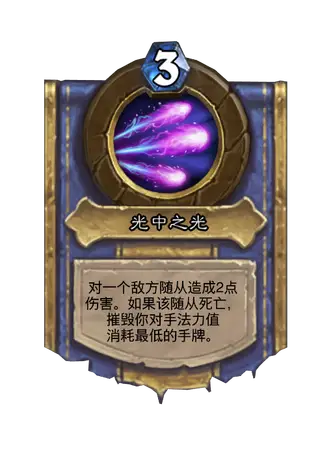 3
光中之光
对一个敌方随从造成2点
伤害。如果该随从死亡，
摧毁你对手法力值
消耗最低的手牌。